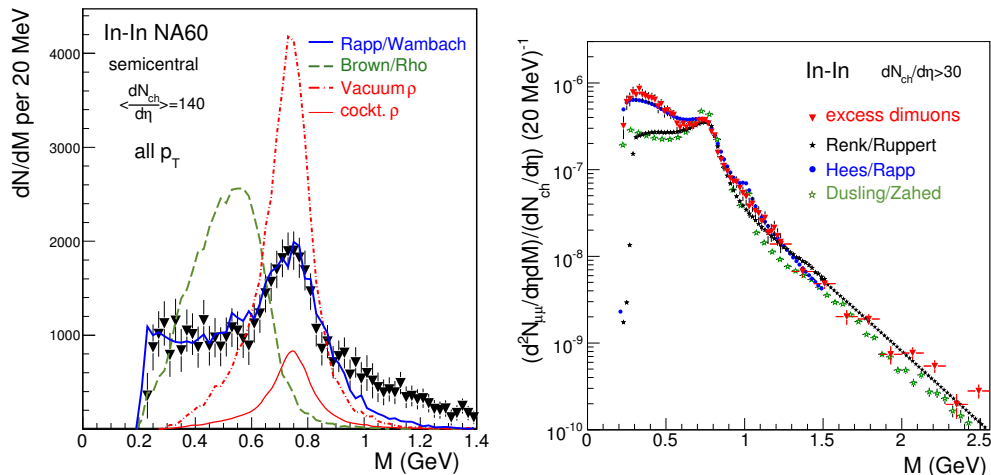 In-In NA60
semicentral
<dN_ch/dη>=140
all p_T
Rapp/Wambach
Brown/Rho
Vacuum ρ
cockt. ρ
dN/dM per 20 MeV
4000
3000
2000
1000
0 0.2 0.4 0.6 0.8 1.0 1.2 1.4
M (GeV)
In-In dN_ch/dη>30
excess dimuons
Renk/Ruppert
Hees/Rapp
Dusling/Zahed
(d²N_μμ/dηdM)/(dN_ch/dη) (20 MeV)⁻¹
10⁻⁶
10⁻⁷
10⁻⁸
10⁻⁹
10⁻¹⁰
0 0.5 1 1.5 2 2.5
M (GeV)